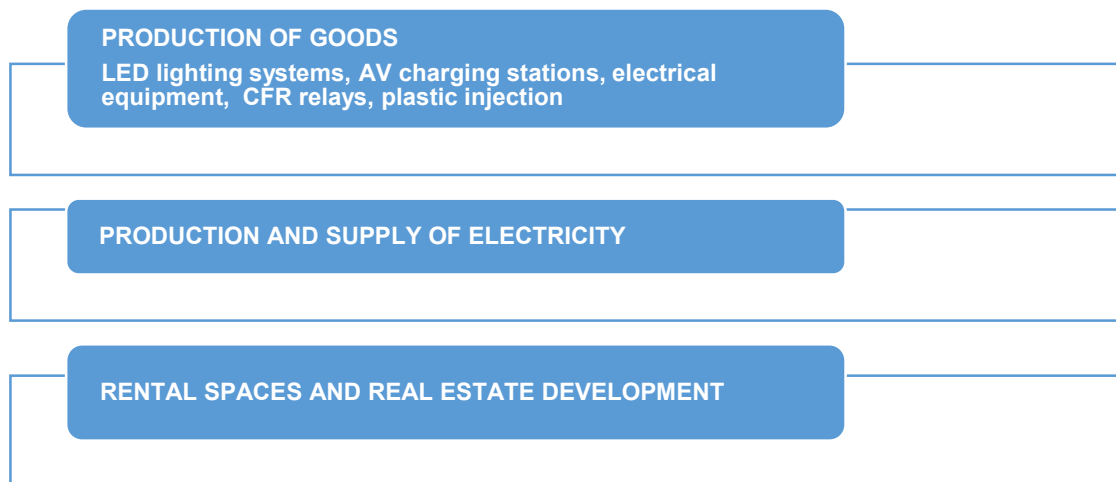 PRODUCTION OF GOODS
LED lighting systems, AV charging stations, electrical
equipment, CFR relays, plastic injection
PRODUCTION AND SUPPLY OF ELECTRICITY
RENTAL SPACES AND REAL ESTATE DEVELOPMENT